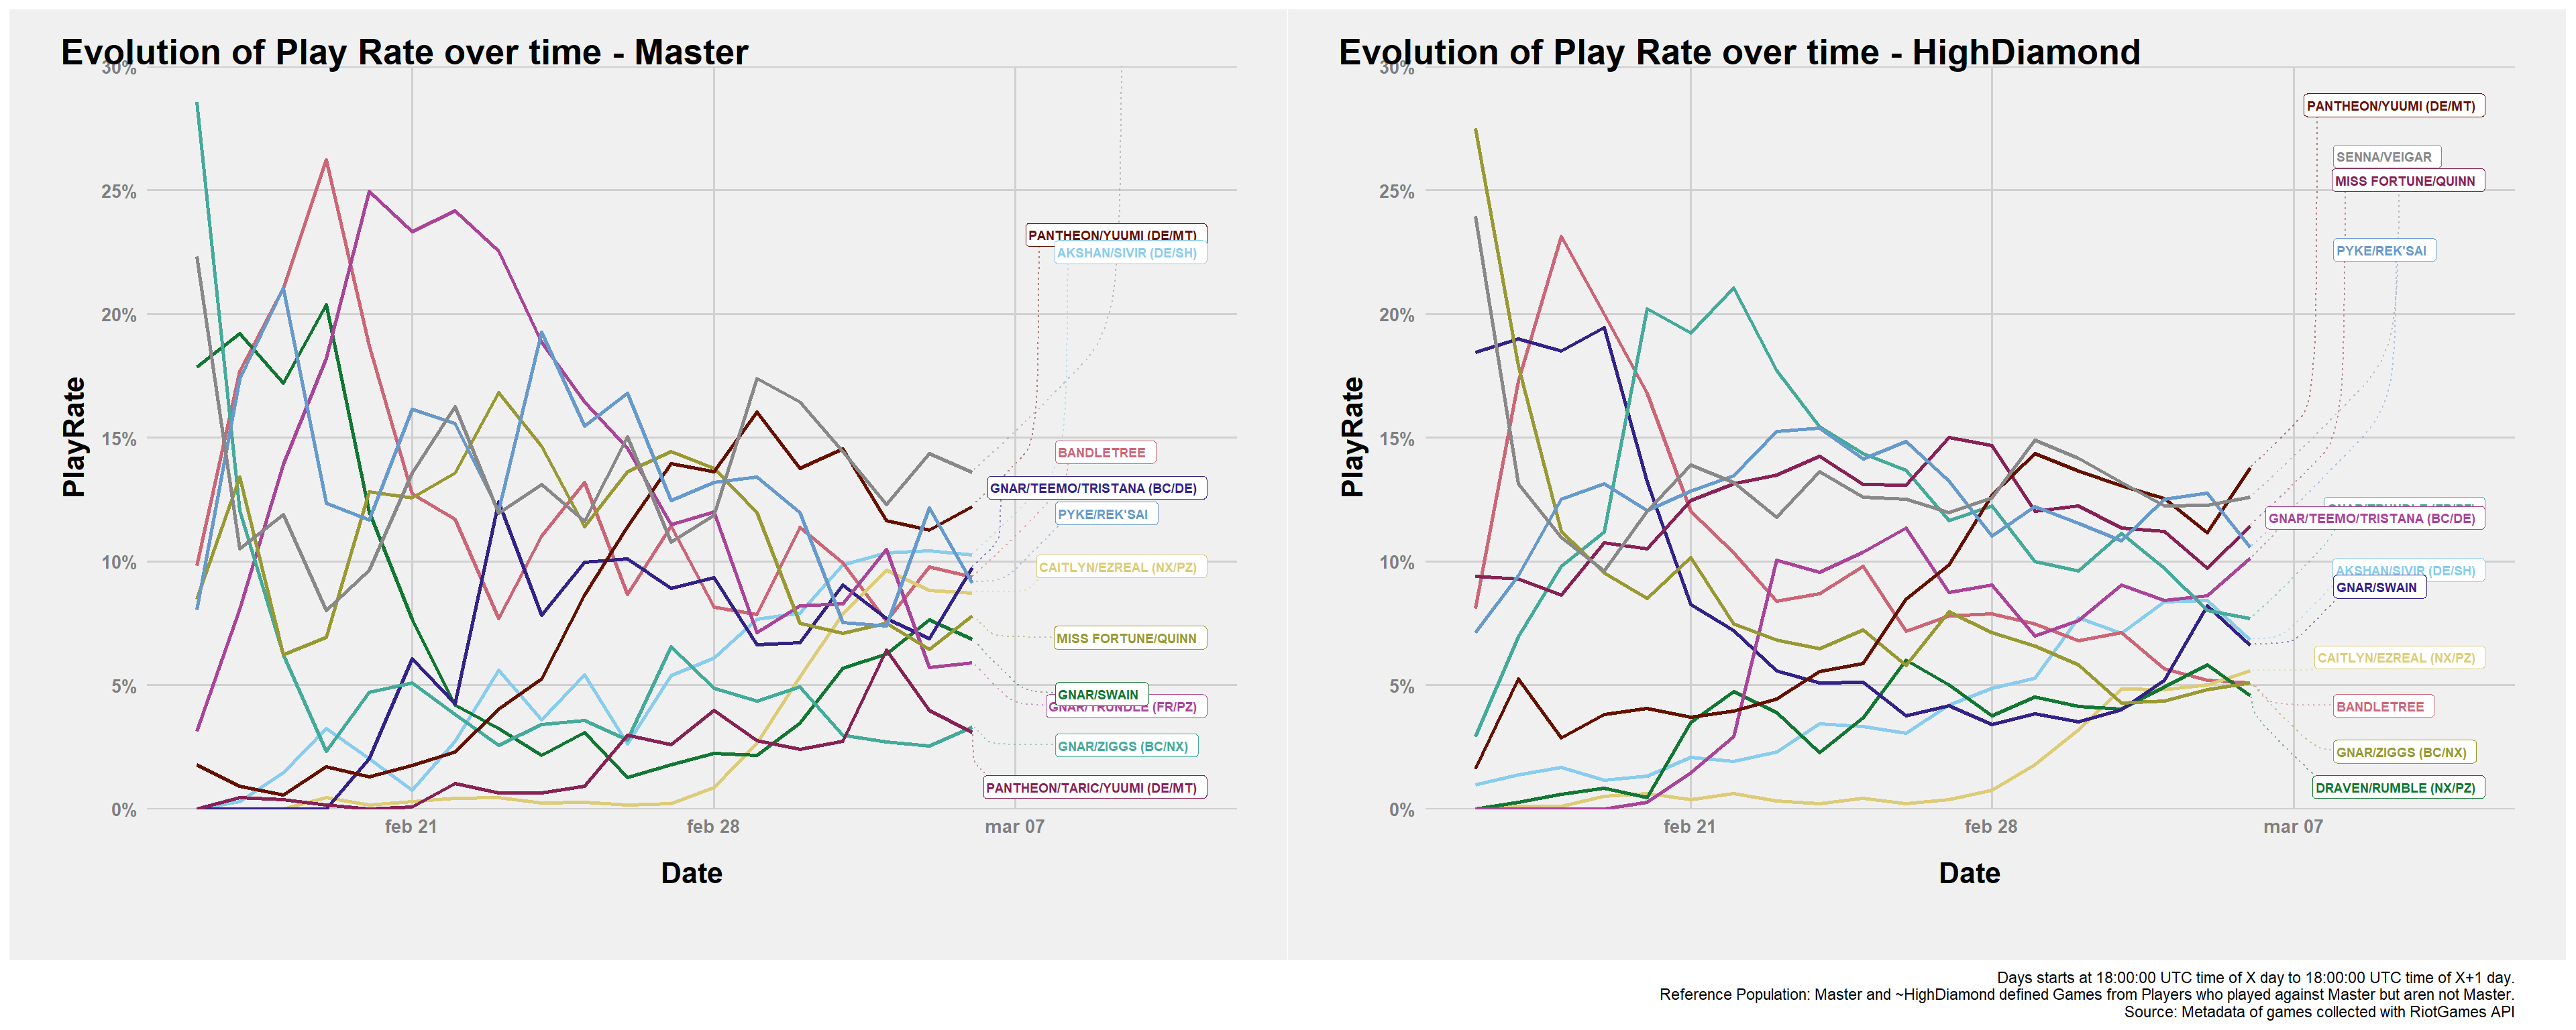 Evolution of Play Rate over time - Master
30%
25%
20%
15%
10%
5%
0%
PlayRate
feb 21
feb 28
mar 07
Date
PANTHEON/YUUMI (DE/MT)
AKSHAN/SIVIR (DE/SH)
BANDLETREE
GNAR/TEEMO/TRISTANA (BC/DE)
PYKE/REK'SAI
CAITLYN/EZREAL (NX/PZ)
MISS FORTUNE/QUINN
GNAR/SWAIN
GNAR/TRUNDLE (FR/PZ)
GNAR/ZIGGS (BC/NX)
PANTHEON/TARIC/YUUMI (DE/MT)
Evolution of Play Rate over time - HighDiamond
30%
25%
20%
15%
10%
5%
0%
PlayRate
feb 21
feb 28
mar 07
Date
PANTHEON/YUUMI (DE/MT)
SENNA/VEIGAR
MISS FORTUNE/QUINN
PYKE/REK'SAI
GNAR/TEEMO/TRISTANA (BC/DE)
AKSHAN/SIVIR (DE/SH)
GNAR/SWAIN
CAITLYN/EZREAL (NX/PZ)
BANDLETREE
GNAR/ZIGGS (BC/NX)
DRAVEN/RUMBLE (NX/PZ)
Days starts at 18:00:00 UTC time of X day to 18:00:00 UTC time of X+1 day.
Reference Population: Master and ~HighDiamond defined Games from Players who played against Master but aren not Master.
Source: Metadata of games collected with RiotGames API